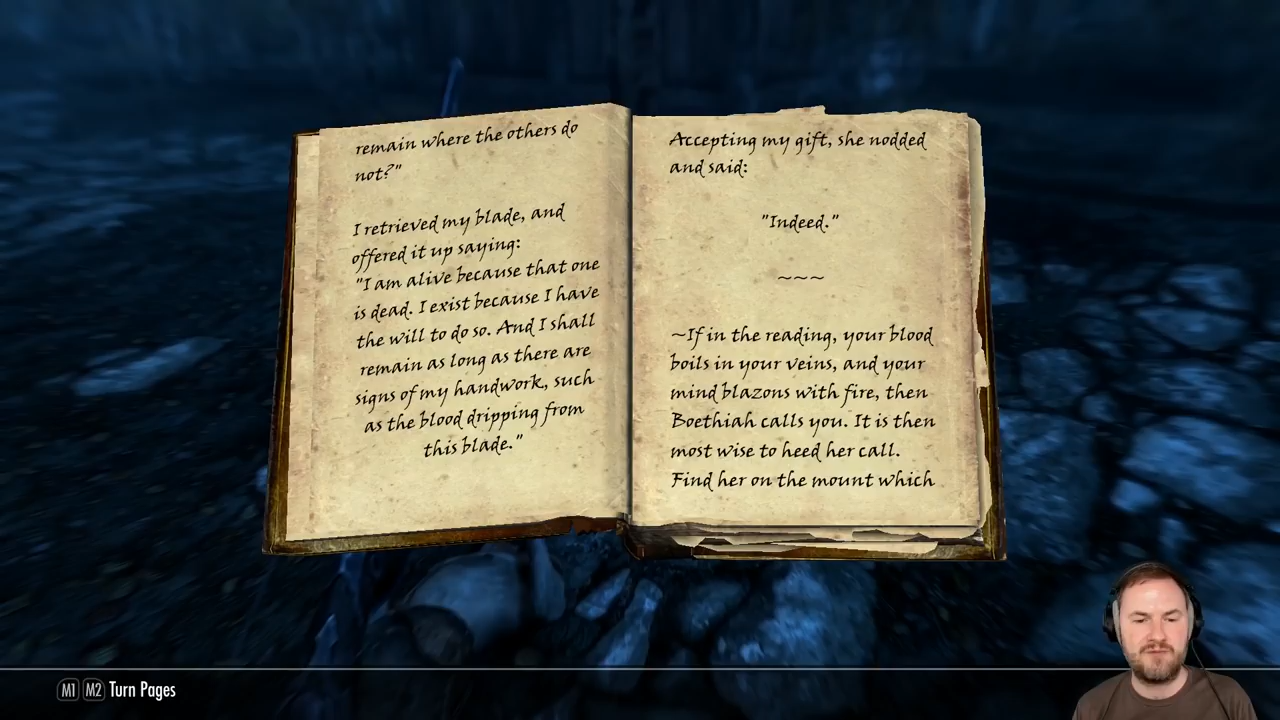 remain where the others do
not?"
I retrieved my blade, and
offered it up saying:
"I am alive because that one
is dead. I exist because I have
the will to do so. And I shall
remain as long as there are
signs of my handwork, such
as the blood dripping from
this blade."
Accepting my gift, she nodded
and said:
"Indeed."
~~~
~If in the reading, your blood
boils in your veins, and your
mind blazons with fire, then
Boethiah calls you. It is then
most wise to heed her call.
Find her on the mount which
M1 M2 Turn Pages